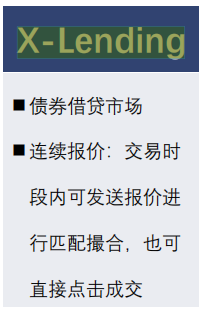 X-Lending
■ 债券借贷市场
■ 连续报价：交易时
段内可发送报价进
行匹配撮合，也可
直接点击成交